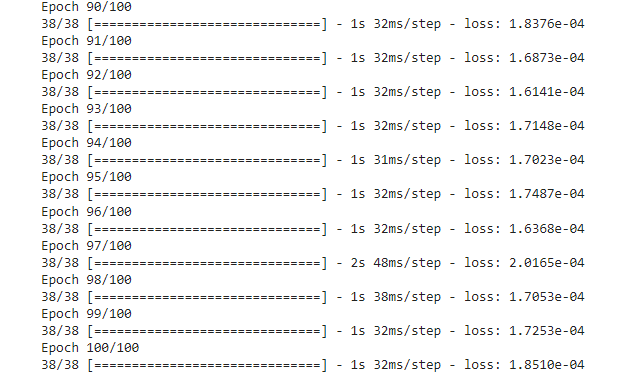 Epoch 90/100
38/38 [==============================] - 1s 32ms/step - loss: 1.8376e-04
Epoch 91/100
38/38 [==============================] - 1s 32ms/step - loss: 1.6873e-04
Epoch 92/100
38/38 [==============================] - 1s 32ms/step - loss: 1.6141e-04
Epoch 93/100
38/38 [==============================] - 1s 32ms/step - loss: 1.7148e-04
Epoch 94/100
38/38 [==============================] - 1s 31ms/step - loss: 1.7023e-04
Epoch 95/100
38/38 [==============================] - 1s 32ms/step - loss: 1.7487e-04
Epoch 96/100
38/38 [==============================] - 1s 32ms/step - loss: 1.6368e-04
Epoch 97/100
38/38 [==============================] - 2s 48ms/step - loss: 2.0165e-04
Epoch 98/100
38/38 [==============================] - 1s 38ms/step - loss: 1.7053e-04
Epoch 99/100
38/38 [==============================] - 1s 32ms/step - loss: 1.7253e-04
Epoch 100/100
38/38 [==============================] - 1s 32ms/step - loss: 1.8510e-04